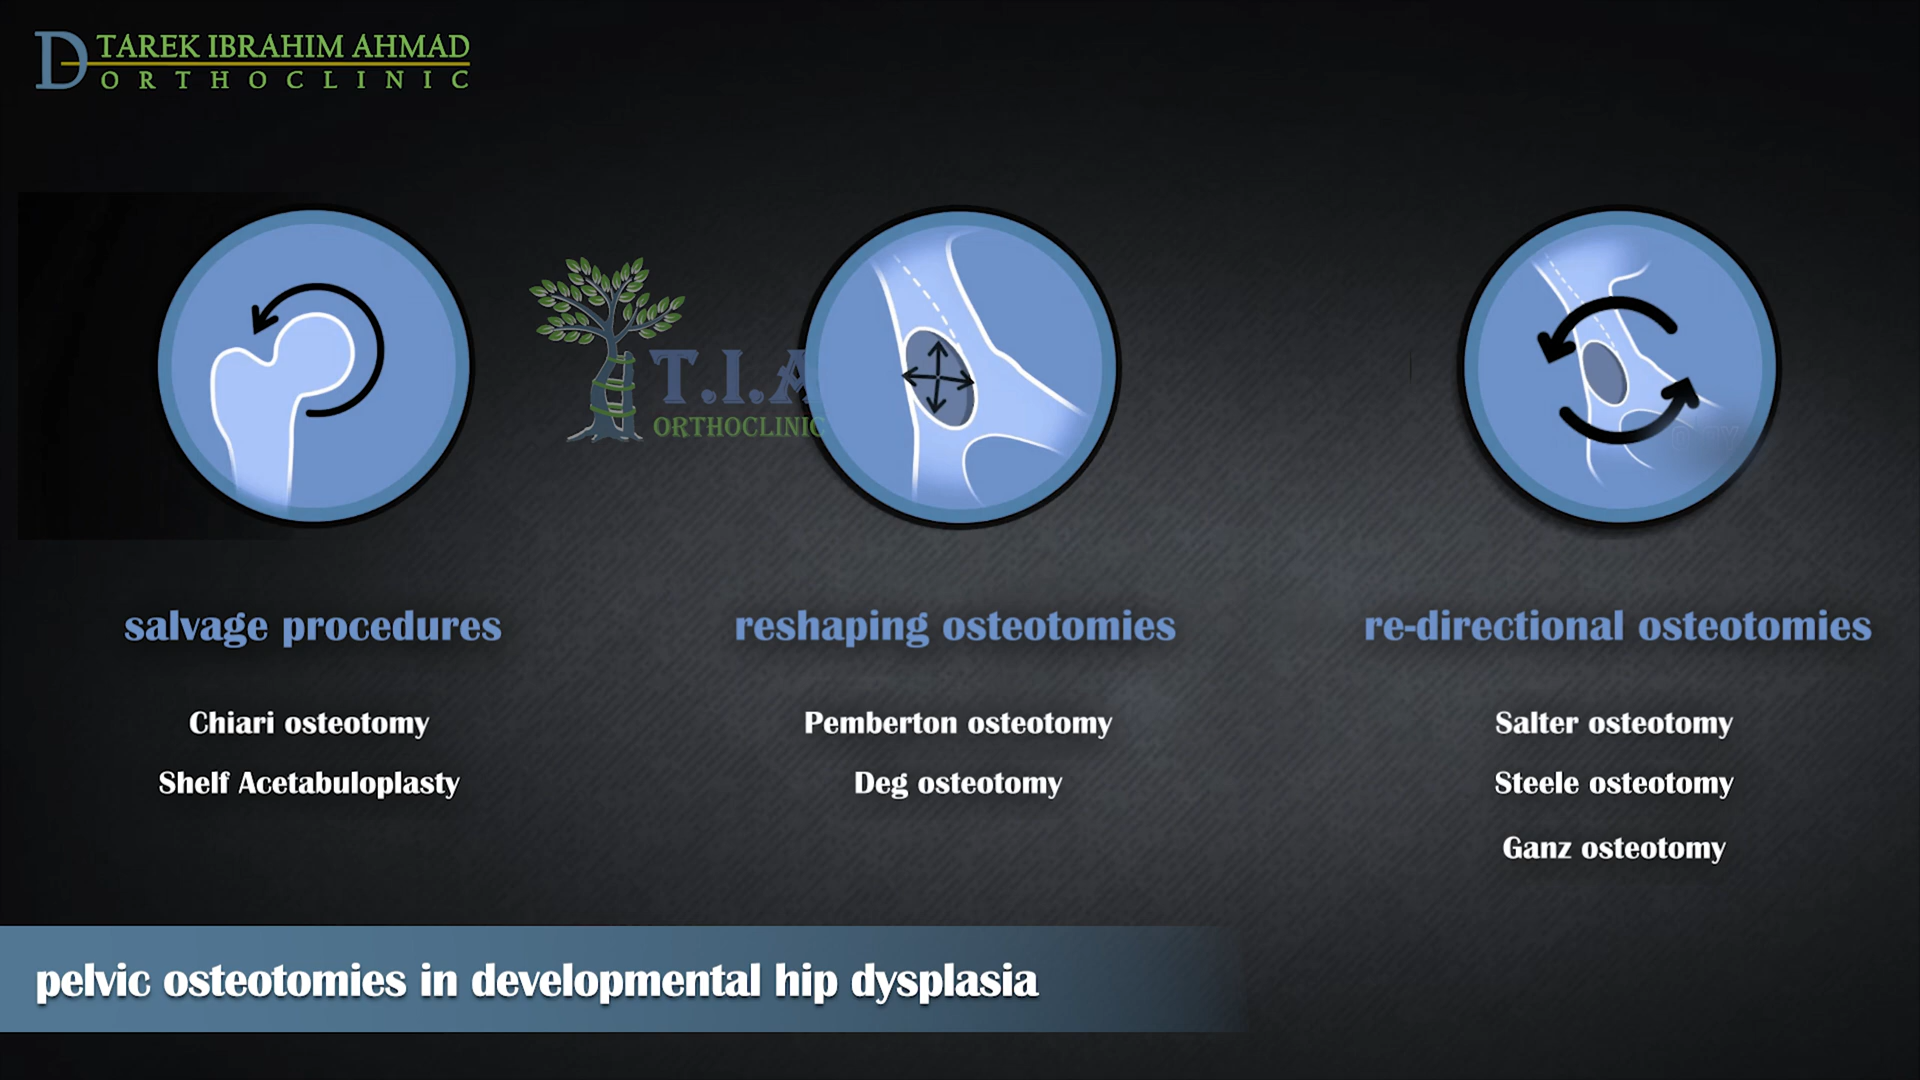 D TAREK IBRAHIM AHMAD
ORTHOCLINIC
T.I.A
ORTHOCLINIC
salvage procedures
Chiari osteotomy
Shelf Acetabuloplasty
reshaping osteotomies
Pemberton osteotomy
Deg osteotomy
re-directional osteotomies
Salter osteotomy
Steele osteotomy
Ganz osteotomy
pelvic osteotomies in developmental hip dysplasia